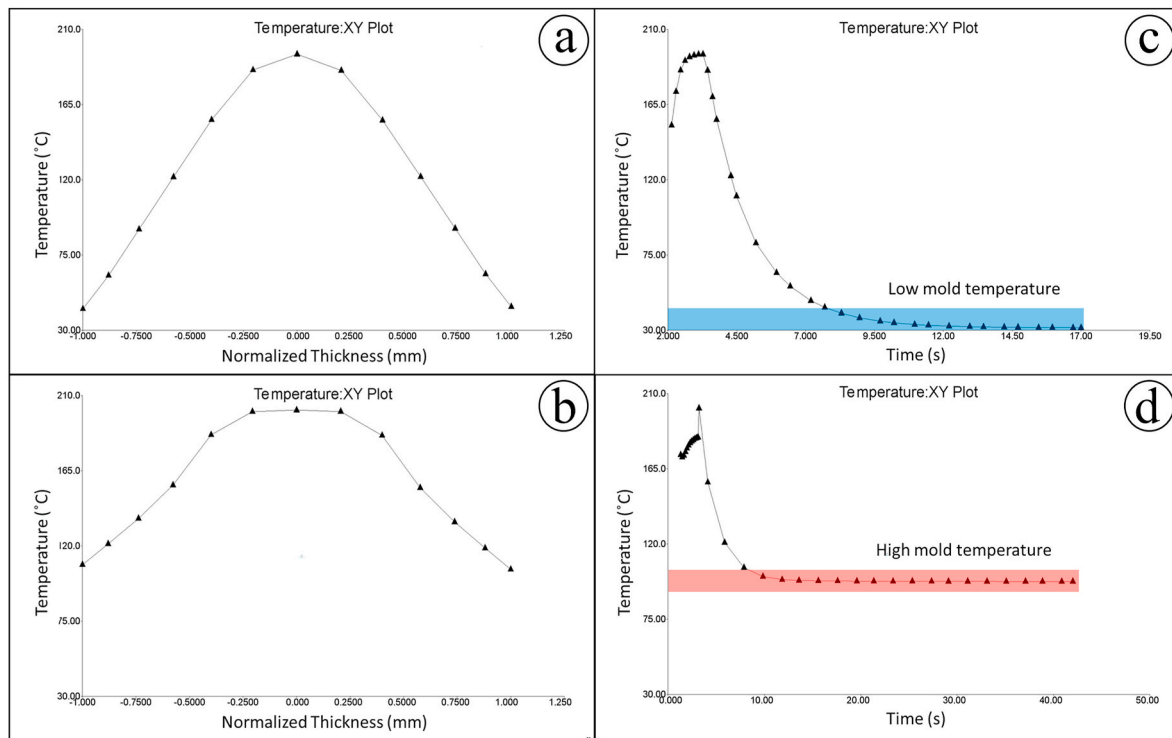 Temperature:XY Plot
a
210.0
165.0
120.0
75.00
30.00
Temperature (°C)
-1.000 -0.7500 -0.5000 -0.2500 0.000 0.2500 0.5000 0.7500 1.000 1.250
Normalized Thickness (mm)
Temperature:XY Plot
c
210.0
165.0
120.0
75.00
30.00
Temperature (°C)
Low mold temperature
2.000 4.500 7.000 9.500 12.00 14.50 17.00 19.50
Time (s)
Temperature:XY Plot
b
210.0
165.0
120.0
75.00
30.00
Temperature (°C)
-1.000 -0.7500 -0.5000 -0.2500 0.000 0.2500 0.5000 0.7500 1.000 1.250
Normalized Thickness (mm)
Temperature:XY Plot
d
210.0
165.0
120.0
75.00
30.00
Temperature (°C)
High mold temperature
0.000 10.00 20.00 30.00 40.00 50.00
Time (s)